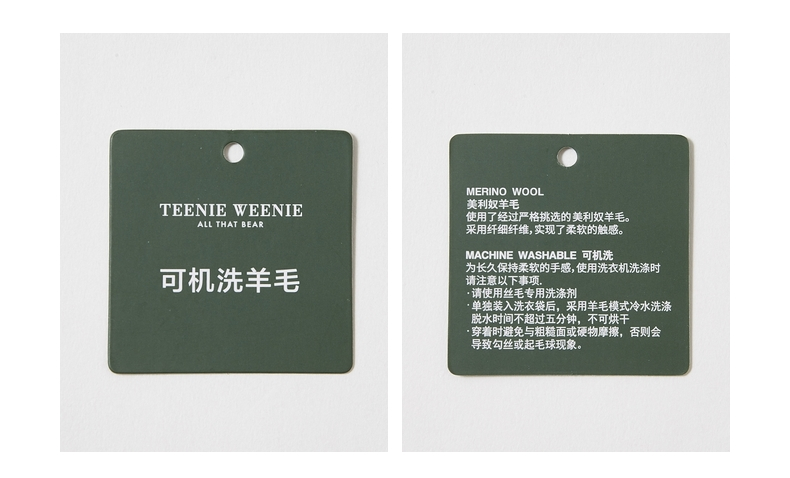 TEENIE WEENIE
ALL THAT BEAR
可机洗羊毛
MERINO WOOL
美利奴羊毛
使用了经过严格挑选的美利奴羊毛。
采用纤细纤维,实现了柔软的触感。
MACHINE WASHABLE 可机洗
为长久保持柔软的手感,使用洗衣机洗涤时
请注意以下事项.
·请使用丝毛专用洗涤剂
·单独装入洗衣袋后，采用羊毛模式冷水洗涤
脱水时间不超过五分钟，不可烘干
·穿着时避免与粗糙面或硬物摩擦，否则会
导致勾丝或起毛球现象。